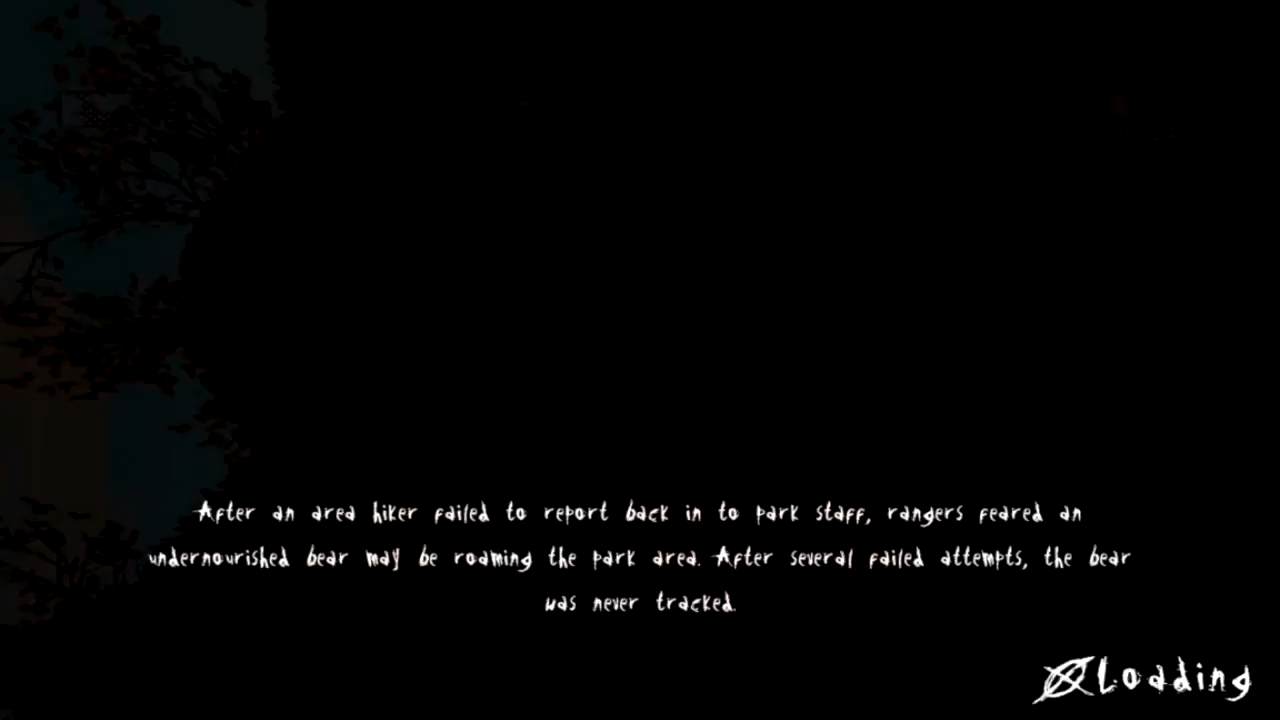 After an area hiker failed to report back in to park staff, rangers feared an
undernourished bear may be roaming the park area. After several failed attempts, the bear
was never tracked.
Loading